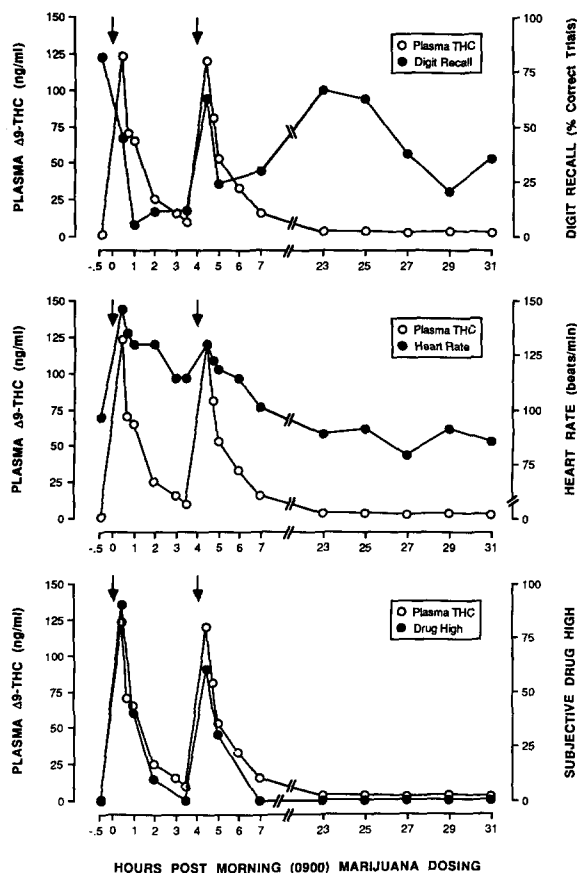 PLASMA Δ9-THC (ng/ml)
150
125
100
75
50
25
0
Plasma THC
Digit Recall
100
75
50
25
0
DIGIT RECALL (% Correct Trials)
-.5 0 1 2 3 4 5 6 7 23 25 27 29 31
PLASMA Δ9-THC (ng/ml)
150
125
100
75
50
25
0
Plasma THC
Heart Rate
150
125
100
75
0
HEART RATE (beats/min)
-.5 0 1 2 3 4 5 6 7 23 25 27 29 31
PLASMA Δ9-THC (ng/ml)
150
125
100
75
50
25
0
Plasma THC
Drug High
100
75
50
25
0
SUBJECTIVE DRUG HIGH
-.5 0 1 2 3 4 5 6 7 23 25 27 29 31
HOURS POST MORNING (0900) MARIJUANA DOSING